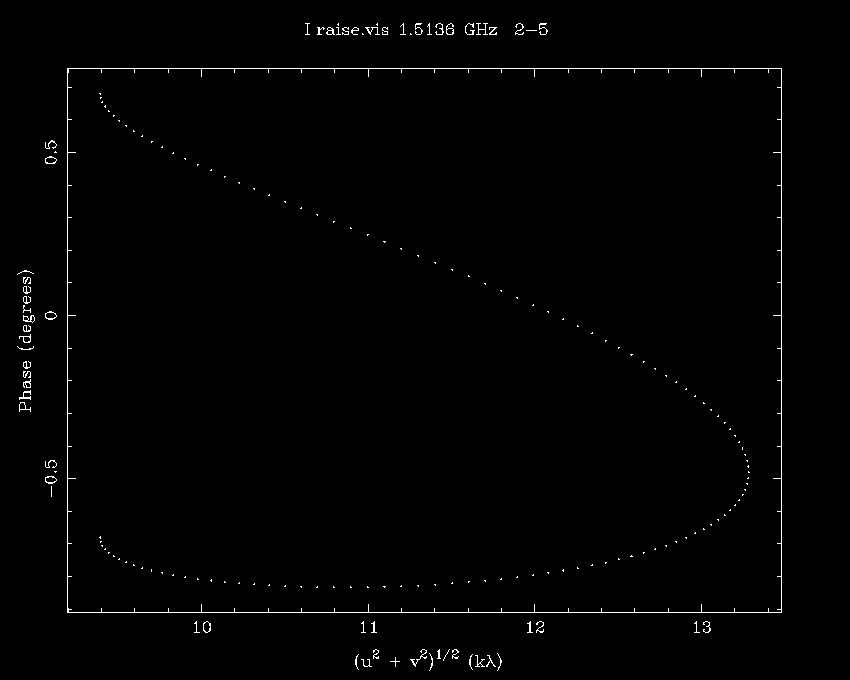 I raise.vis 1.5136 GHz 2-5
0.5
0
-0.5
Phase (degrees)
10 11 12 13
(u² + v²)^1/2 (kλ)